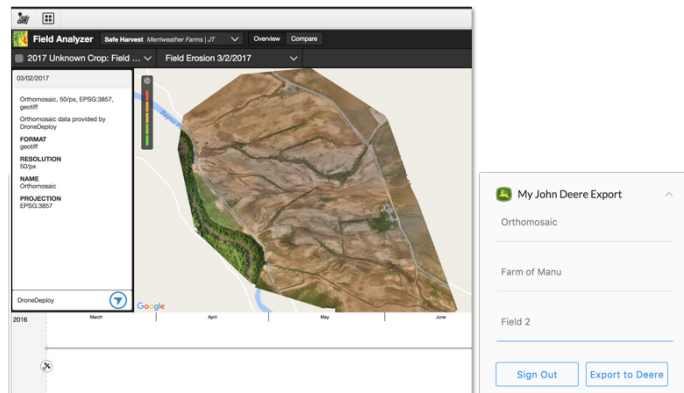 Field Analyzer Safe Harvest Merriweather Farms | JT Overview Compare
2017 Unknown Crop: Field ... Field Erosion 3/2/2017
03/02/2017
Orthomosaic, 50/px, EPSG:3857,
geotiff
Orthomosaic data provided by
DroneDeploy
FORMAT
geotiff
RESOLUTION
50/px
NAME
Orthomosaic
PROJECTION
EPSG:3857
DroneDeploy
Google
2016 March April May June
My John Deere Export
Orthomosaic
Farm of Manu
Field 2
Sign Out Export to Deere